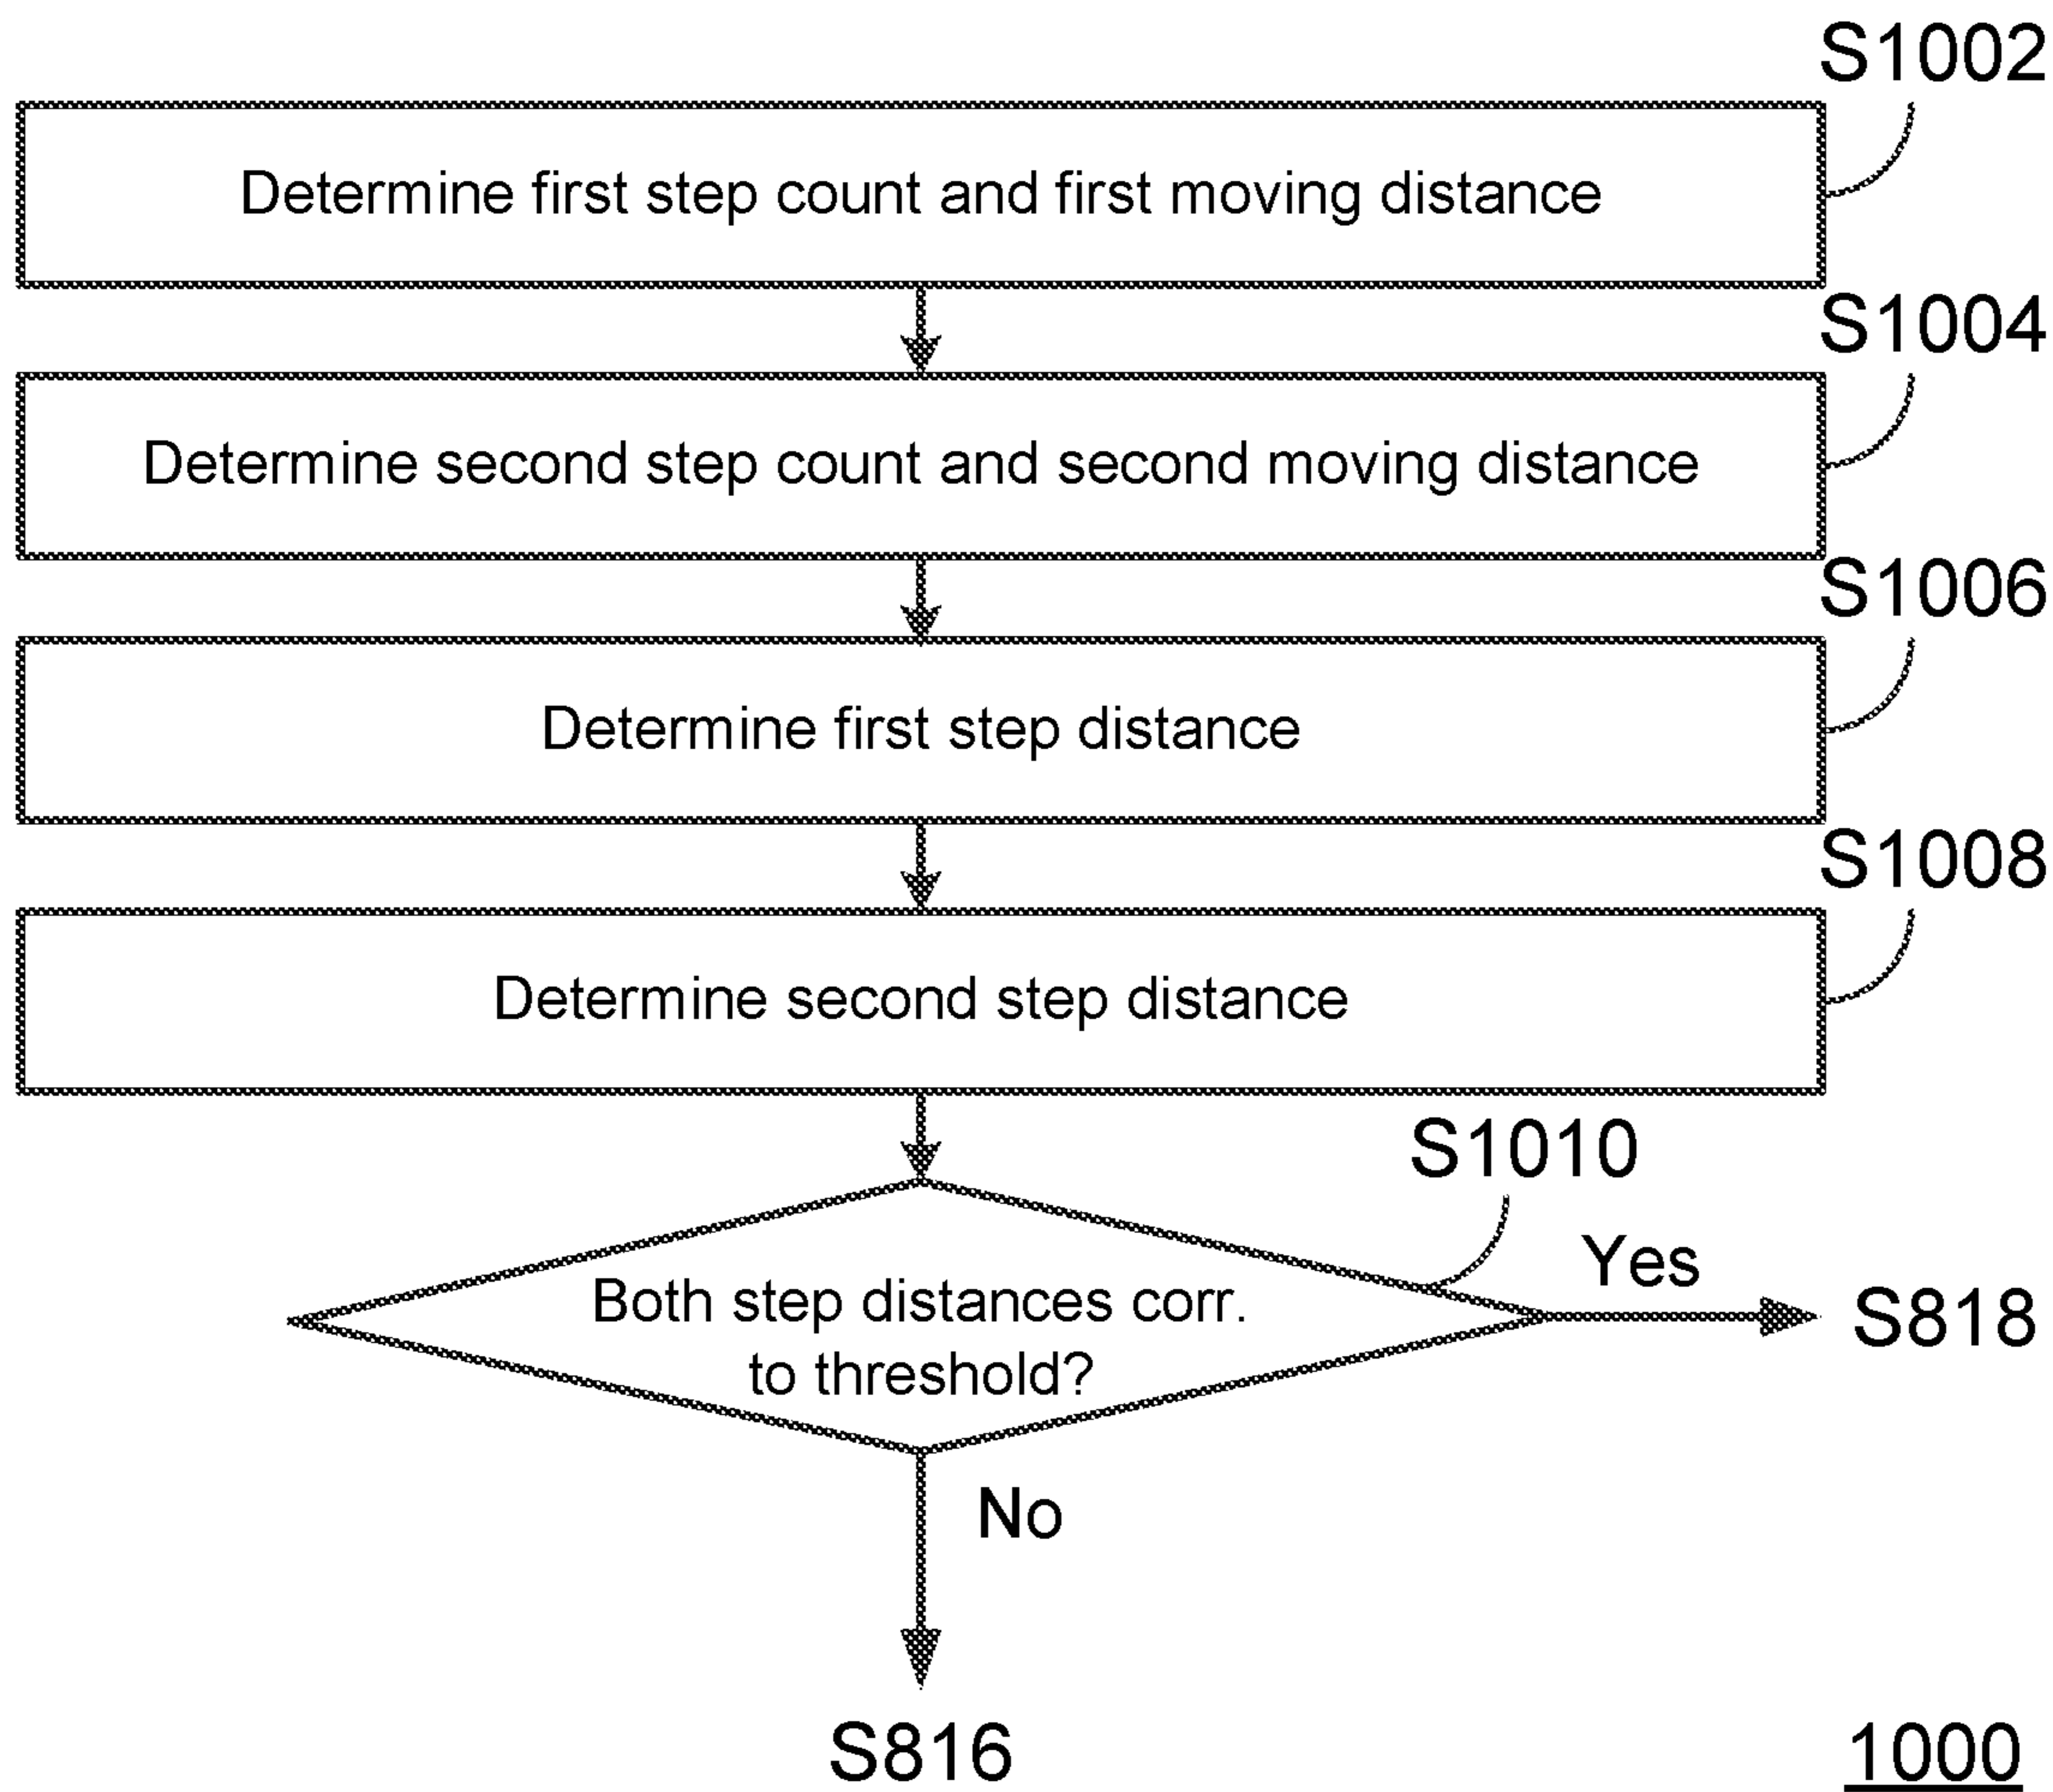 S1002
Determine first step count and first moving distance
S1004
Determine second step count and second moving distance
S1006
Determine first step distance
S1008
Determine second step distance
S1010
Both step distances corr.
to threshold?
Yes
S818
No
S816
1000